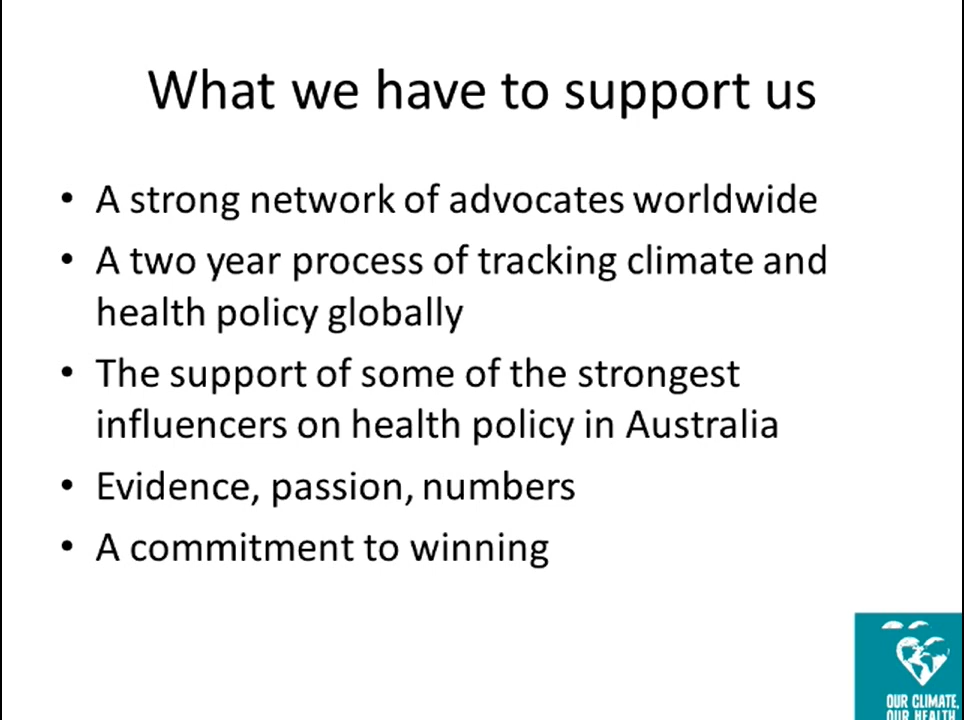 What we have to support us
• A strong network of advocates worldwide
• A two year process of tracking climate and
health policy globally
• The support of some of the strongest
influencers on health policy in Australia
• Evidence, passion, numbers
• A commitment to winning
OUR CLIMATE,
OUR HEALTH